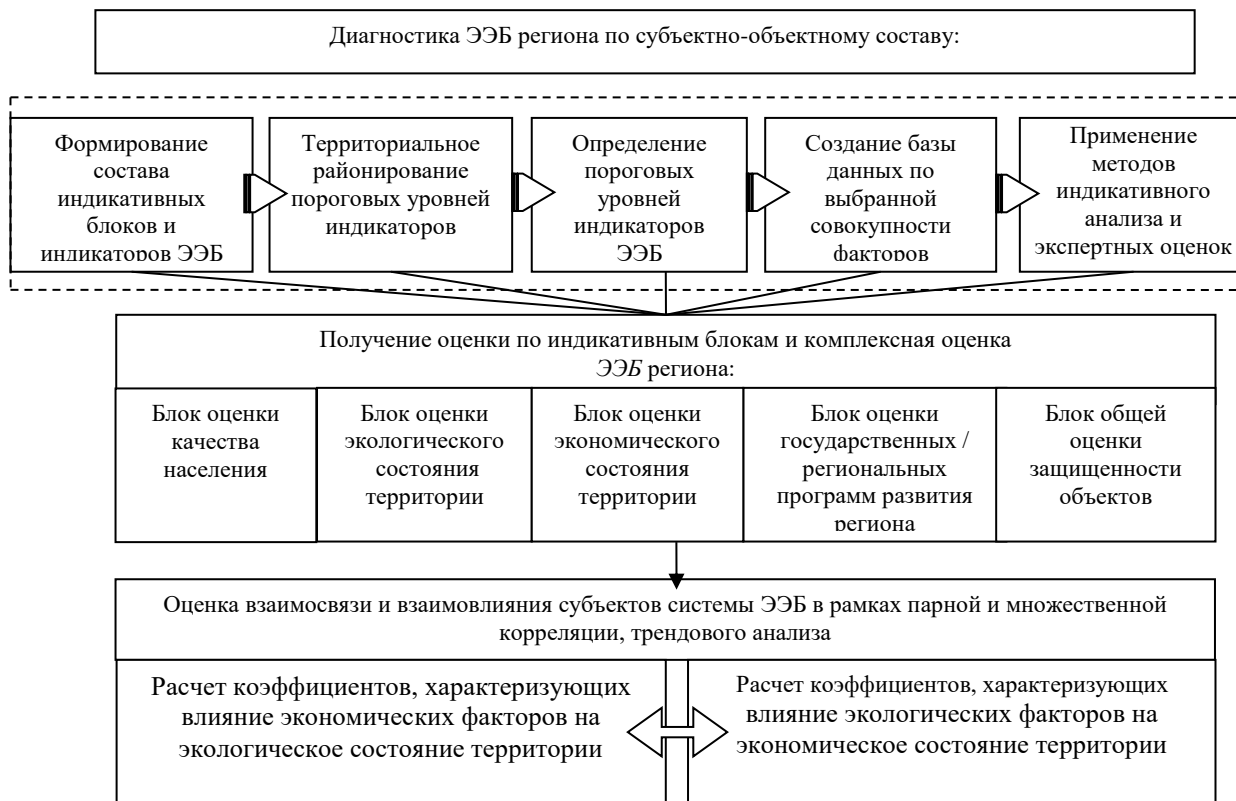 Диагностика ЭЭБ региона по субъектно-объектному составу:
Формирование
состава
индикативных
блоков и
индикаторов ЭЭБ
Территориальное
районирование
пороговых уровней
индикаторов
Определение
пороговых
уровней
индикаторов
ЭЭБ
Создание базы
данных по
выбранной
совокупности
факторов
Применение
методов
индикативного
анализа и
экспертных оценок
Получение оценки по индикативным блокам и комплексная оценка
ЭЭБ региона:
Блок оценки
качества
населения
Блок оценки
экологического
состояния
территории
Блок оценки
экономического
состояния
территории
Блок оценки
государственных /
региональных
программ развития
региона
Блок общей
оценки
защищенности
объектов
Оценка взаимосвязи и взаимовлияния субъектов системы ЭЭБ в рамках парной и множественной
корреляции, трендового анализа
Расчет коэффициентов, характеризующих
влияние экономических факторов на
экологическое состояние территории
Расчет коэффициентов, характеризующих
влияние экологических факторов на
экономическое состояние территории